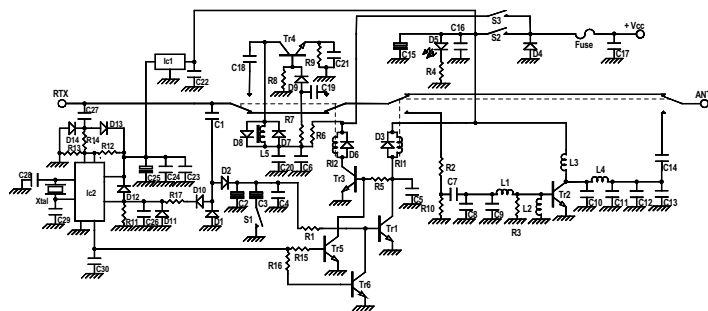 Tr4
S3
S2
D5
C16
+ Vcc
Ic1
C18
R9
C21
C15
D4
Fuse
C17
R8
D9
C19
R4
C22
RTX
ANT
C27
C1
R7
D14
D13
R14
R13
R12
D8
D7
R6
D3
L5
D6
Rl2
Rl1
R2
L3
L4
C14
C28
C25
C24
C23
D2
C20
C6
Tr3
R5
C7
L1
Ic2
D12
R17
D10
C5
Tr2
Xtal
C2
C3
C4
R10
C8
C9
L2
R3
C10
C11
C12
C13
C29
R11
C26
D11
D1
S1
R1
Tr5
Tr1
R15
R16
C30
Tr6